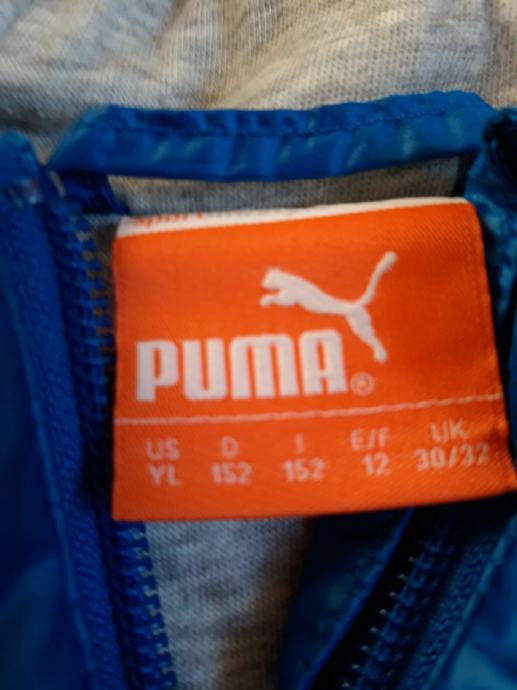 PUMA®
US D I E/F UK
YL 152 152 12 30/32